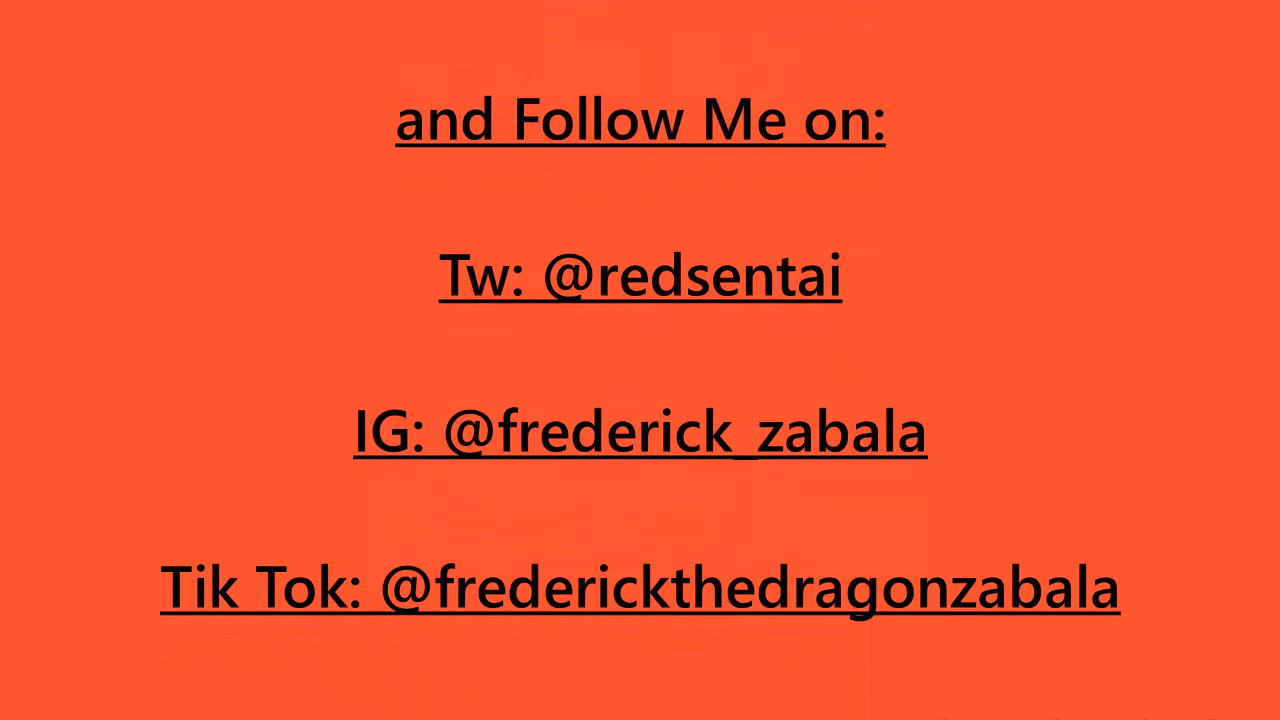 and Follow Me on:
Tw: @redsentai
IG: @frederick_zabala
Tik Tok: @frederickthedragonzabala